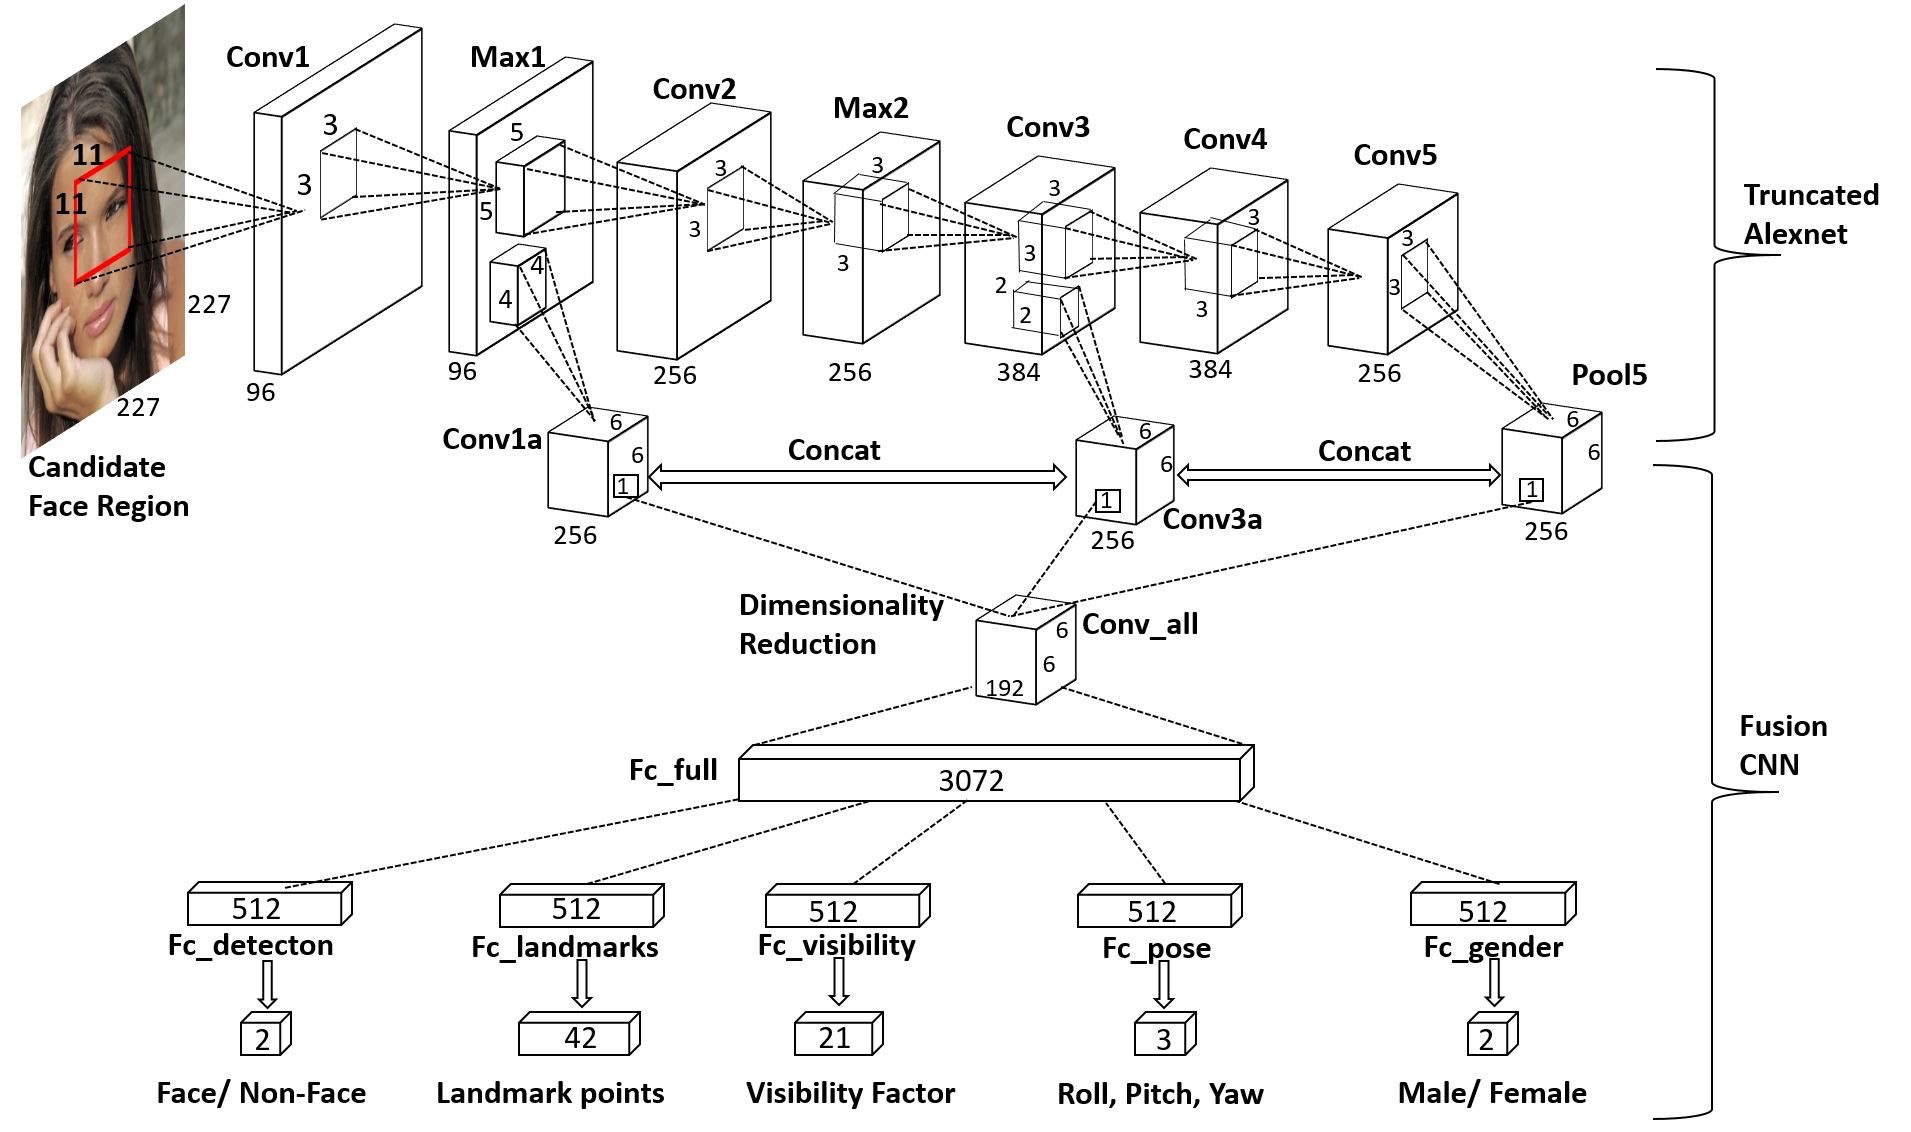 Conv1
Max1
Conv2
Max2
Conv3
Conv4
Conv5
11
11
3
3
5
5
4
4
3
3
3
3
3
3
2
2
3
3
3
3
227
227
96
96
256
256
384
384
256
Truncated
Alexnet
Candidate
Face Region
Conv1a
6
6
1
256
Concat
6
6
1
256
Conv3a
Concat
Pool5
6
6
1
256
Dimensionality
Reduction
6
6
192
Conv_all
Fc_full
3072
Fusion
CNN
512
512
512
512
512
Fc_detecton
Fc_landmarks
Fc_visibility
Fc_pose
Fc_gender
2
42
21
3
2
Face/ Non-Face
Landmark points
Visibility Factor
Roll, Pitch, Yaw
Male/ Female